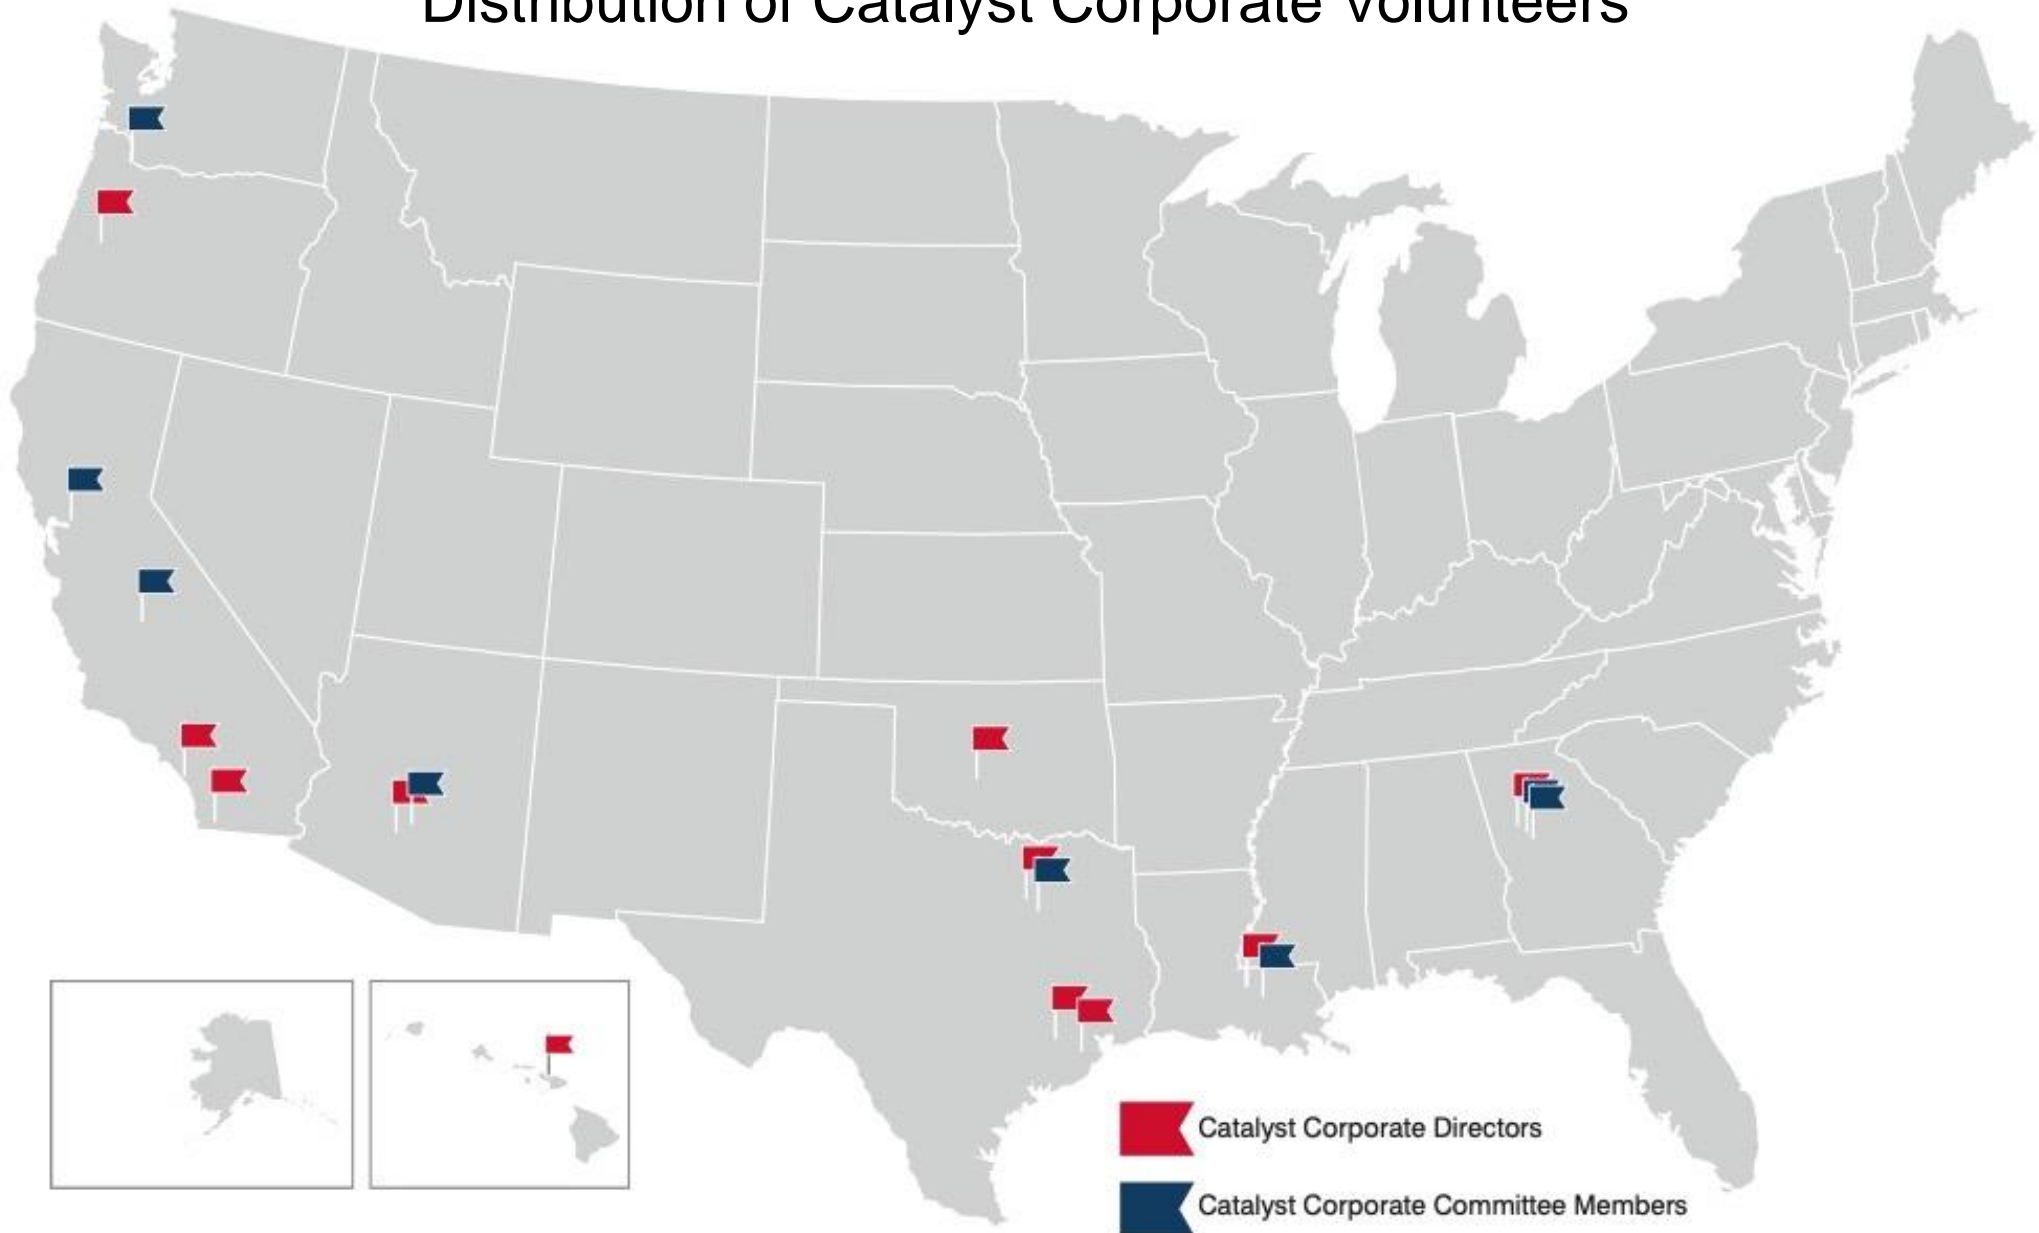 Distribution of Catalyst Corporate Volunteers
Catalyst Corporate Directors
Catalyst Corporate Committee Members